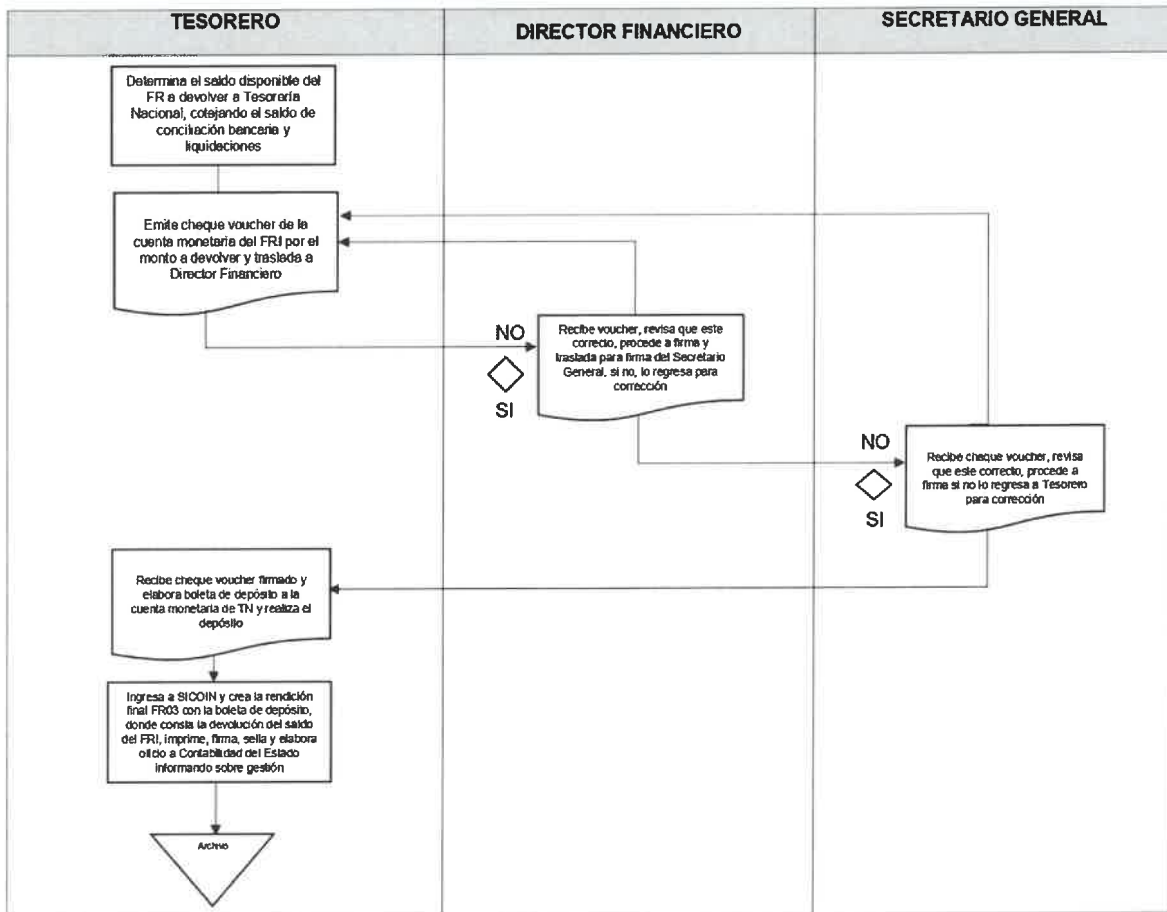 TESORERO
DIRECTOR FINANCIERO
SECRETARIO GENERAL
Determina el saldo disponible del
FR a devolver a Tesorería
Nacional, cotejando el saldo de
conciliación bancaria y
liquidaciones
Emite cheque voucher de la
cuenta monetaria del FRI por el
monto a devolver y traslada a
Director Financiero
NO
SI
Recibe voucher, revisa que este
correcto, procede a firma y
traslada para firma del Secretario
General, si no, lo regresa para
corrección
NO
SI
Recibe cheque voucher, revisa
que este correcto, procede a
firma si no lo regresa a Tesorero
para corrección
Recibe cheque voucher firmado y
elabora boleta de depósito a la
cuenta monetaria de TN y realiza el
depósito
Ingresa a SICOIN y crea la rendición
final FR03 con la boleta de depósito,
donde consta la devolución del saldo
del FRI, imprime, firma, sella y elabora
oficio a Contabilidad del Estado
informando sobre gestión
Archivo